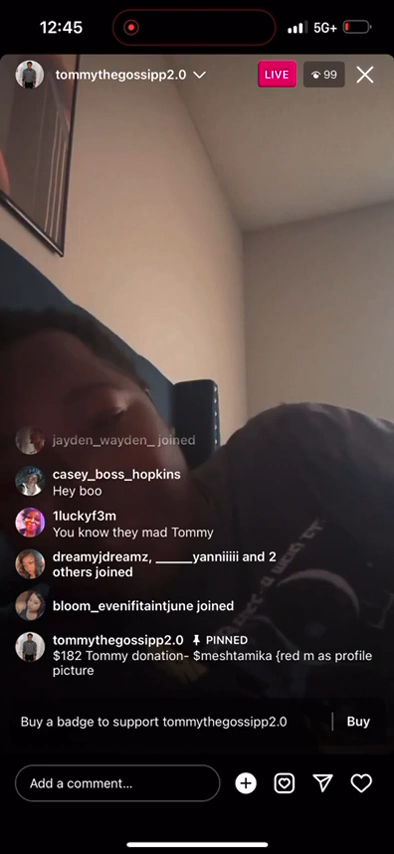 12:45
5G+
tommythegossipp2.0
LIVE
99
jayden_wayden_ joined
casey_boss_hopkins
Hey boo
1luckyf3m
You know they mad Tommy
dreamyjdreamz, ______yanniiiii and 2
others joined
bloom_evenifitaintjune joined
tommythegossipp2.0 PINNED
$182 Tommy donation- $meshtamika {red m as profile
picture
Buy a badge to support tommythegossipp2.0
Buy
Add a comment...